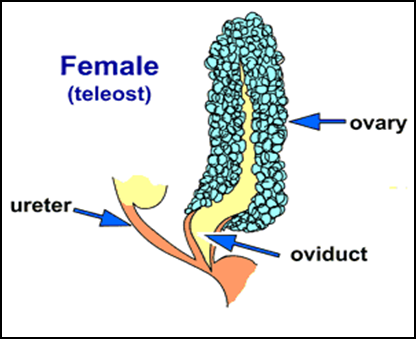 Female
(teleost)
ovary
ureter
oviduct